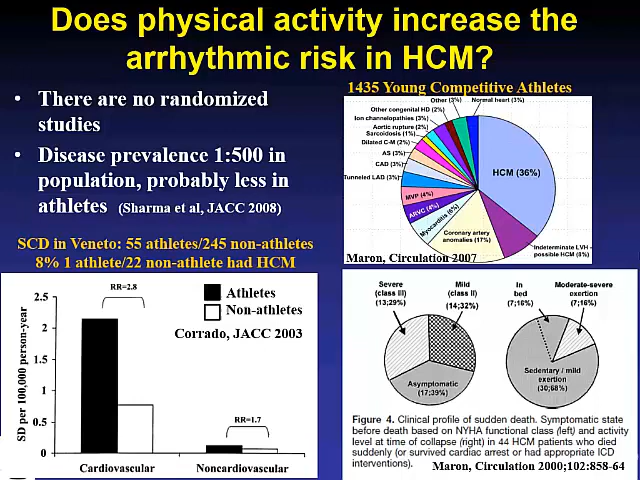 Does physical activity increase the
arrhythmic risk in HCM?
• There are no randomized
studies
• Disease prevalence 1:500 in
population, probably less in
athletes (Sharma et al, JACC 2008)
SCD in Veneto: 55 athletes/245 non-athletes
8% 1 athlete/22 non-athlete had HCM
SD per 100,000 person-year
2.5
2
1.5
1
0.5
0
RR=2.8
RR=1.7
Athletes
Non-athletes
Corrado, JACC 2003
Cardiovascular
Noncardiovascular
1435 Young Competitive Athletes
Other (3%)
Normal heart (3%)
Other congenital HD (2%)
Ion channelopathies (3%)
Aortic rupture (2%)
Sarcoidosis (1%)
Dilated C-M (2%)
AS (3%)
CAD (3%)
Tunneled LAD (3%)
MVP (4%)
ARVC (4%)
Myocarditis (6%)
Coronary artery
anomalies (17%)
HCM (36%)
Indeterminate LVH -
possible HCM (8%)
Maron, Circulation 2007
Severe
(class III)
(13;29%)
Mild
(class II)
(14;32%)
Asymptomatic
(17;39%)
In
bed
(7;16%)
Moderate-severe
exertion
(7;16%)
Sedentary / mild
exertion
(30;68%)
Figure 4. Clinical profile of sudden death. Symptomatic state
before death based on NYHA functional class (left) and activity
level at time of collapse (right) in 44 HCM patients who died
suddenly (or survived cardiac arrest or had appropriate ICD
interventions).
Maron, Circulation 2000;102:858-64